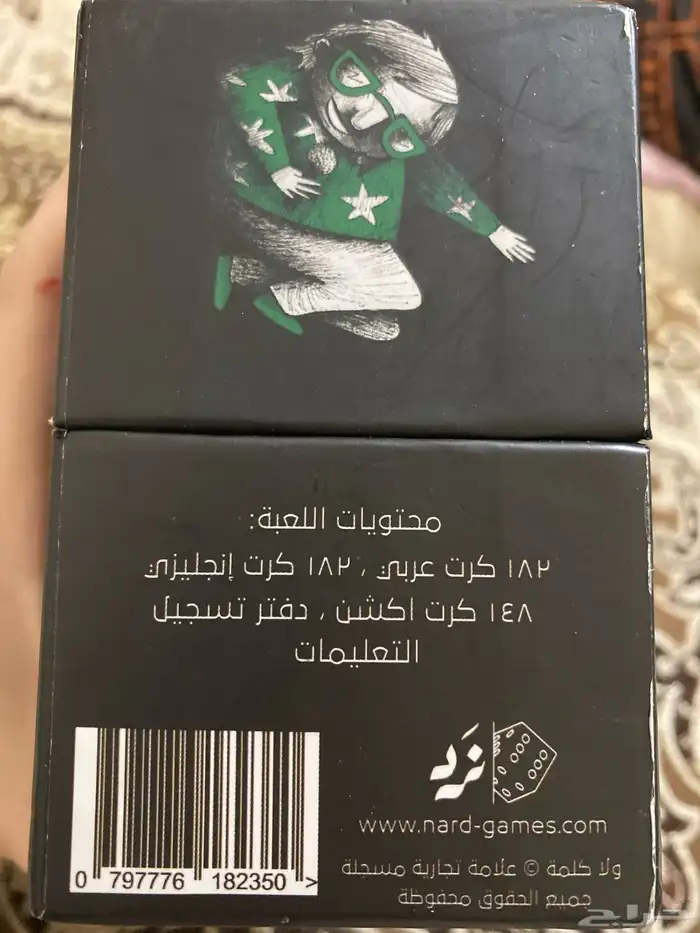 محتويات اللعبة:
١٨٢ كرت عربي ، ١٨٢ كرت إنجليزي
١٤٨ كرت اكشن ، دفتر تسجيل
التعليمات
نرد
www.nard-games.com
ولا كلمة © علامة تجارية مسجلة
جميع الحقوق محفوظة
0 797776 182350 >
حراج